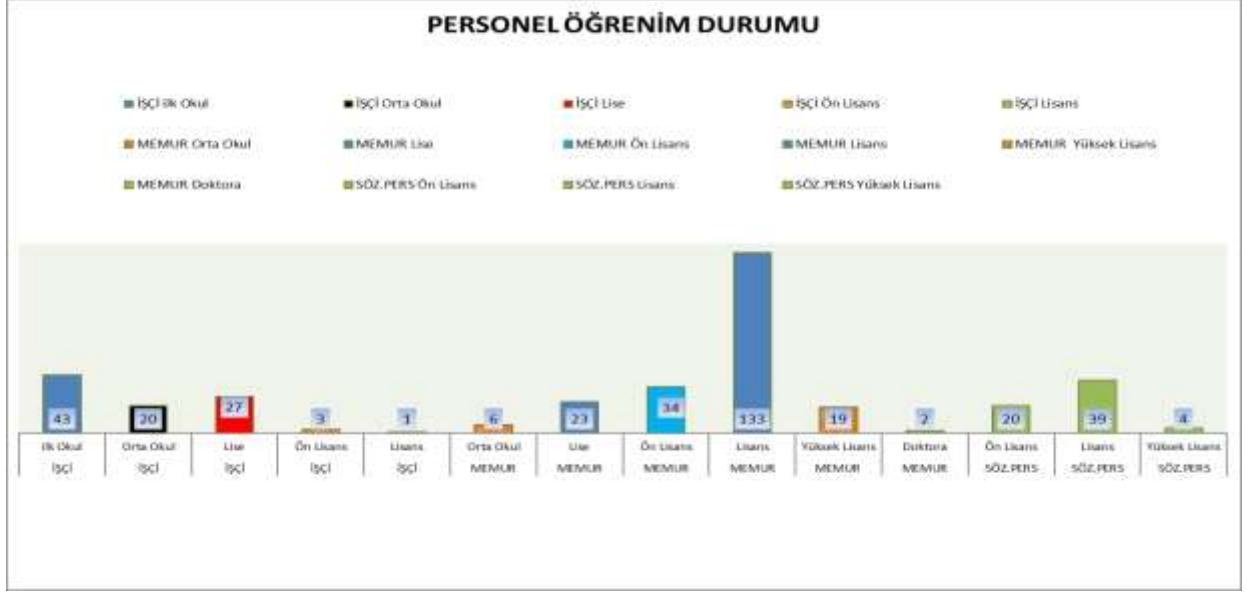 PERSONEL ÖĞRENİM DURUMU
İŞÇİ İlk Okul İŞÇİ Orta Okul İŞÇİ Lise İŞÇİ Ön Lisans İŞÇİ Lisans
MEMUR Orta Okul MEMUR Lise MEMUR Ön Lisans MEMUR Lisans MEMUR Yüksek Lisans
MEMUR Doktora SÖZ.PERS Ön Lisans SÖZ.PERS Lisans SÖZ.PERS Yüksek Lisans
43 20 27 3 1 6 23 34 133 19 2 20 39 4
İlk Okul Orta Okul Lise Ön Lisans Lisans Orta Okul Lise Ön Lisans Lisans Yüksek Lisans Doktora Ön Lisans Lisans Yüksek Lisans
İŞÇİ İŞÇİ İŞÇİ İŞÇİ İŞÇİ MEMUR MEMUR MEMUR MEMUR MEMUR MEMUR SÖZ.PERS SÖZ.PERS SÖZ.PERS